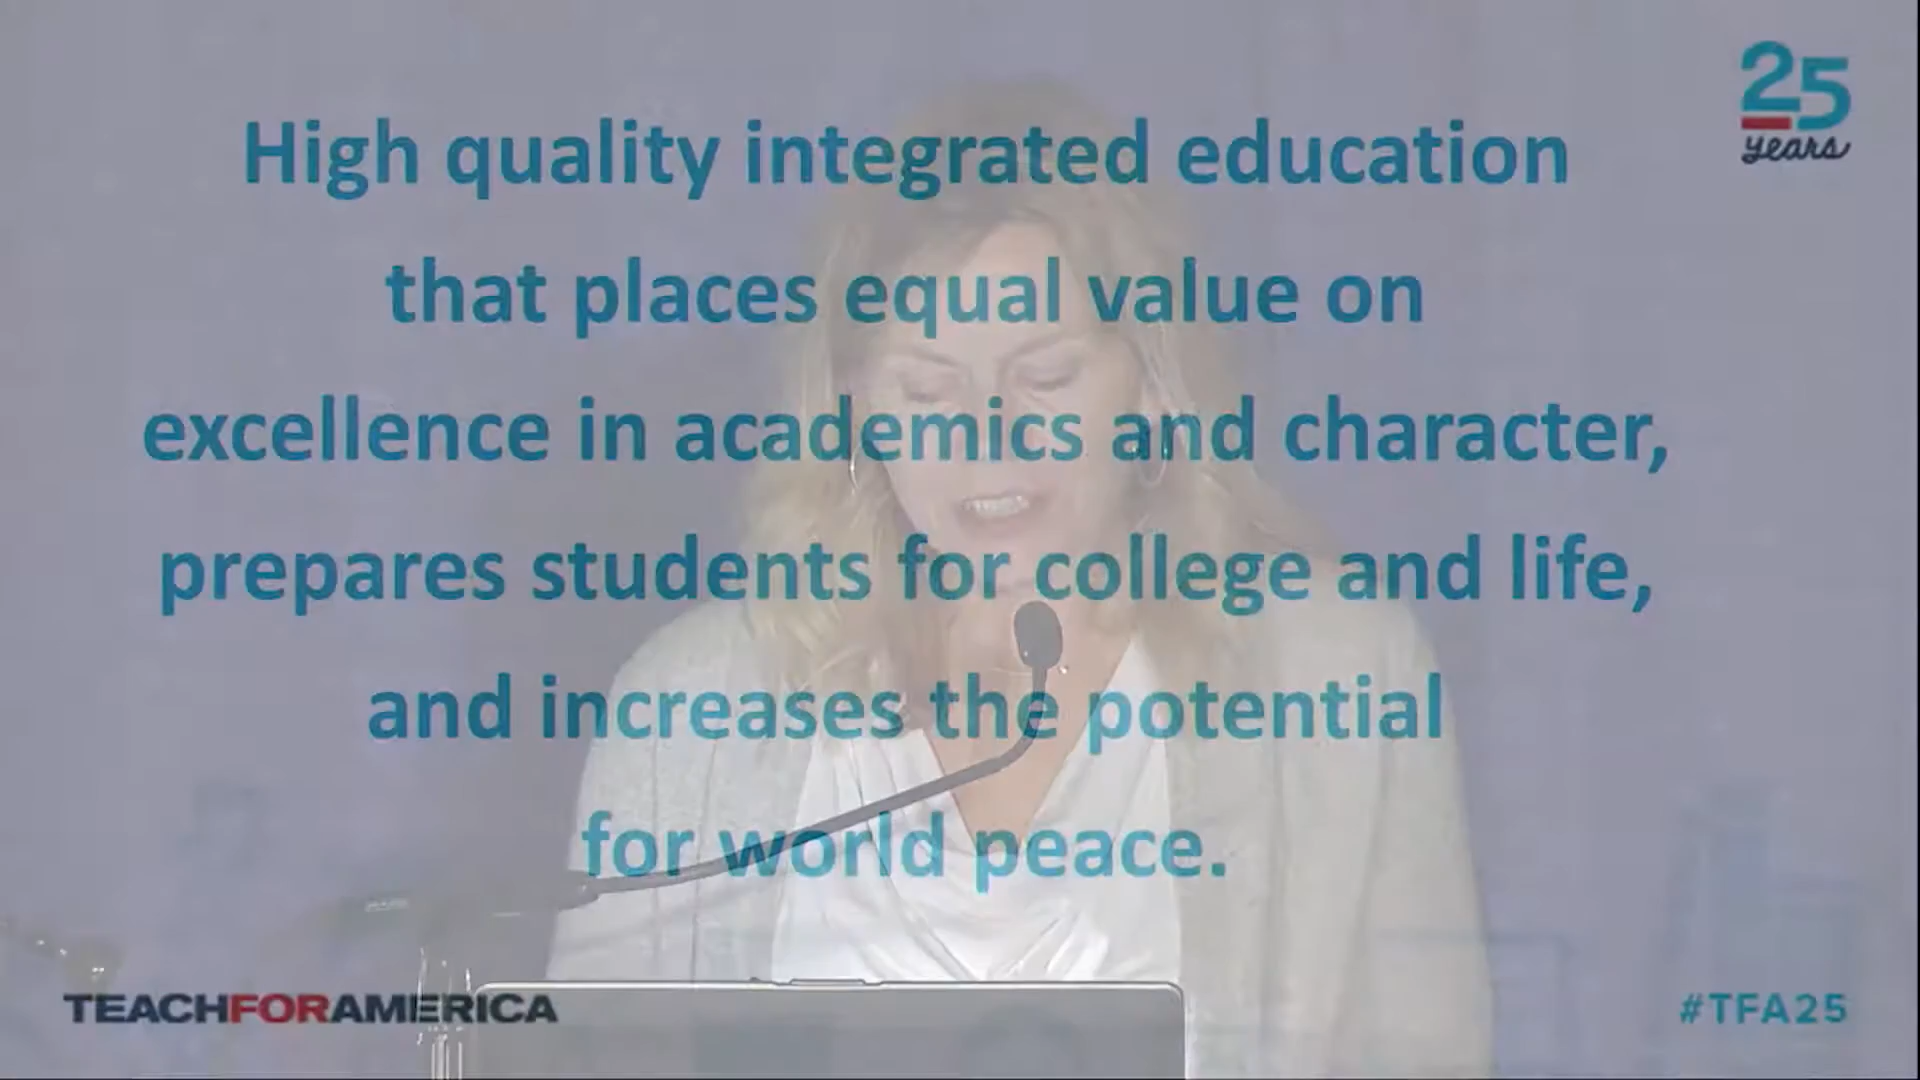 25
years
High quality integrated education
that places equal value on
excellence in academics and character,
prepares students for college and life,
and increases the potential
for world peace.
TEACHFORAMERICA
#TFA25